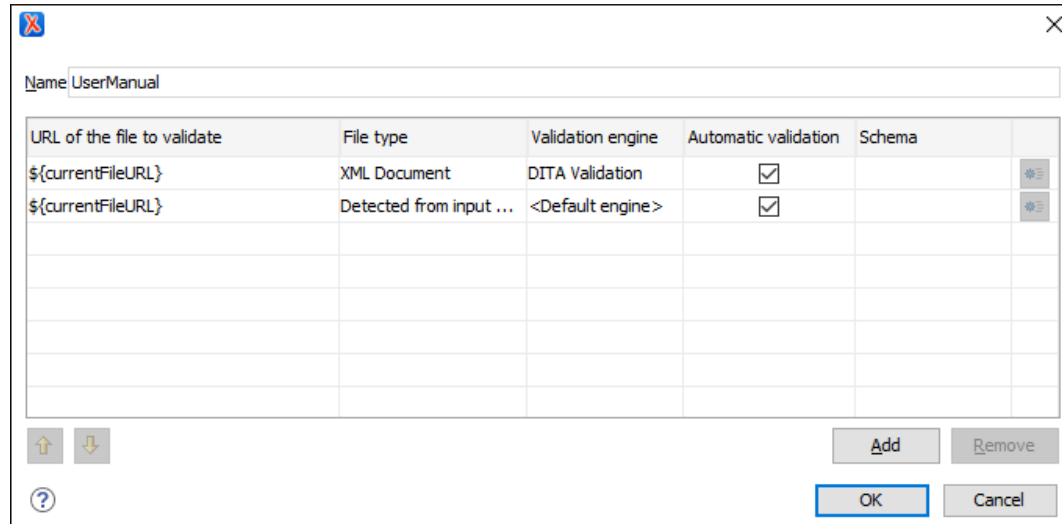 Name UserManual
URL of the file to validate File type Validation engine Automatic validation Schema
${currentFileURL} XML Document DITA Validation
${currentFileURL} Detected from input ... <Default engine>
Add Remove
OK Cancel